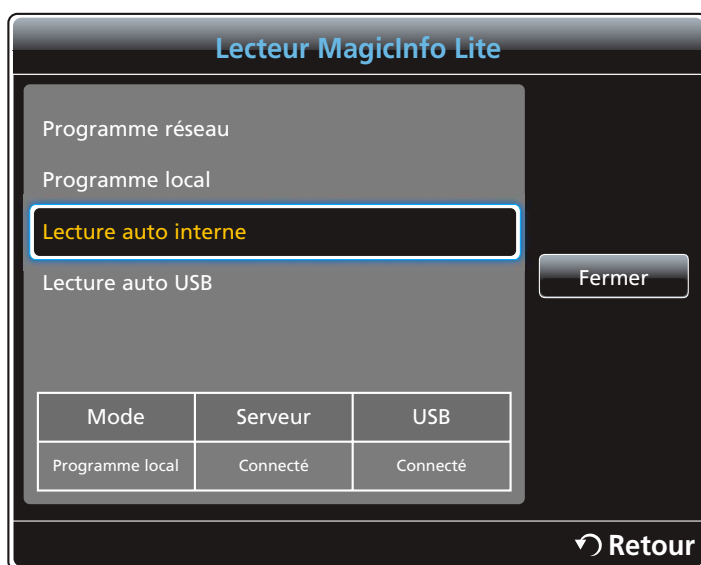 Lecteur MagicInfo Lite
Programme réseau
Programme local
Lecture auto interne
Lecture auto USB
Fermer
Mode Serveur USB
Programme local Connecté Connecté
Retour